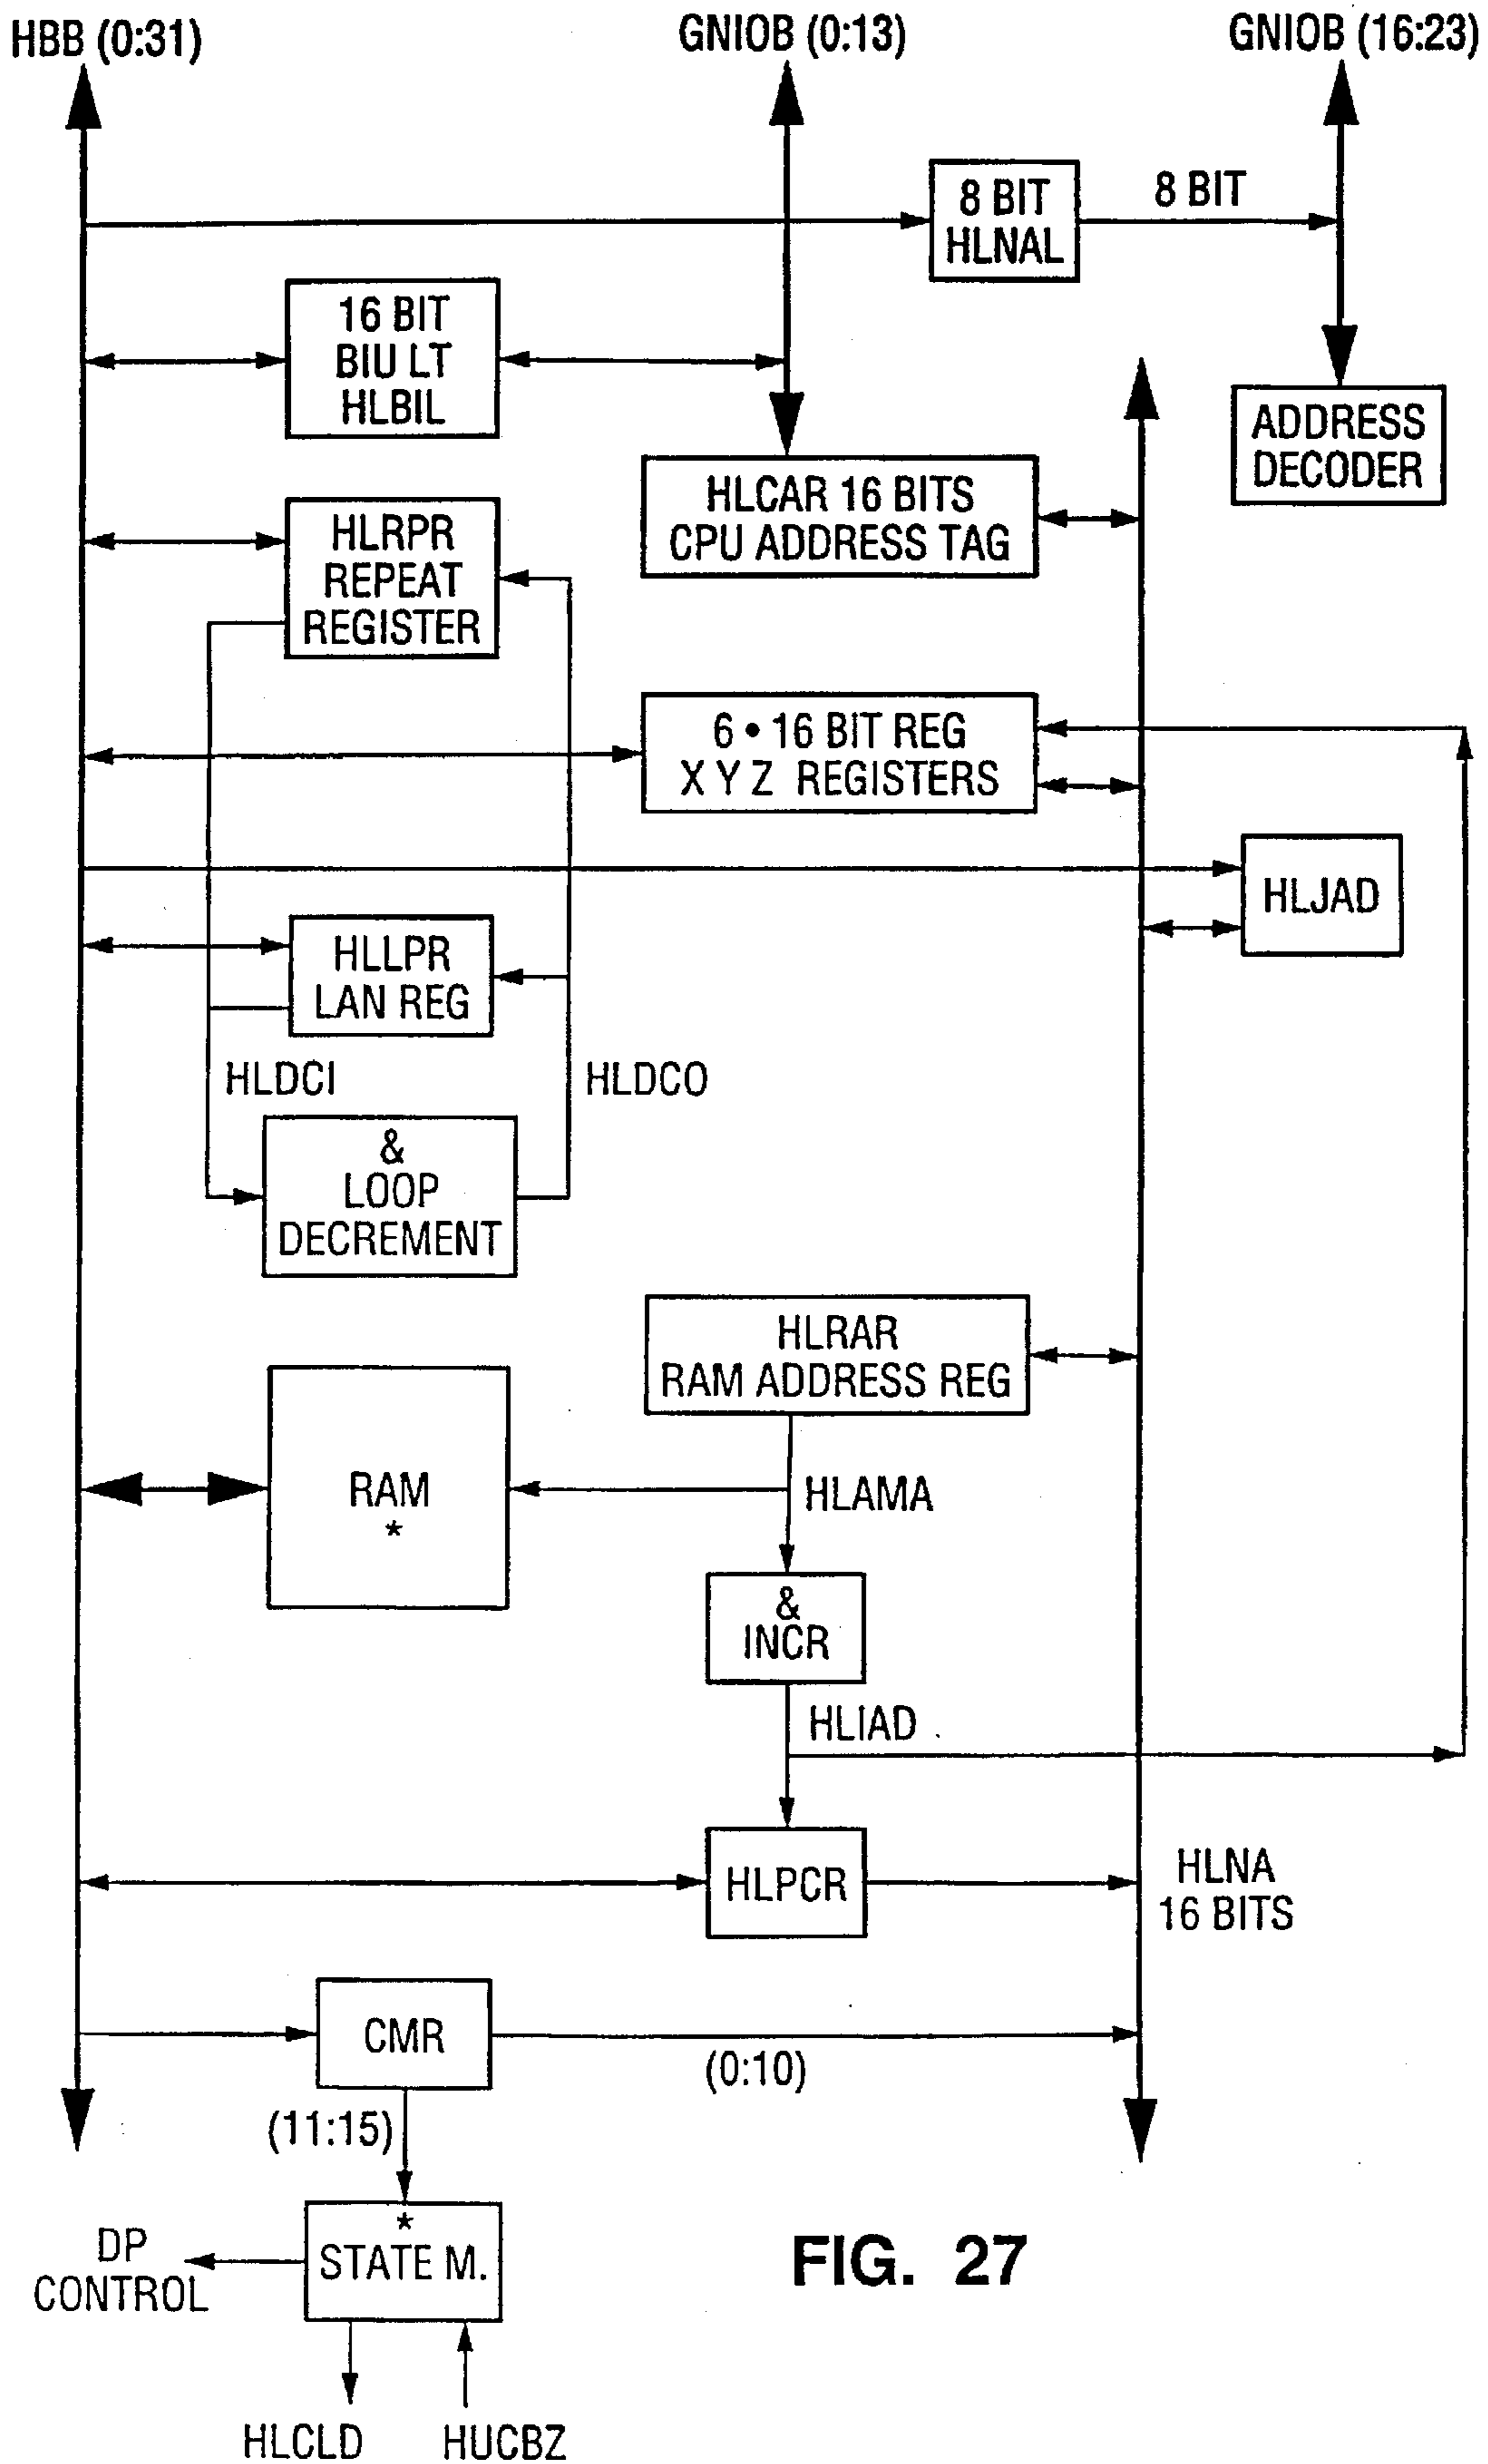 HBB (0:31)
GNIOB (0:13)
GNIOB (16:23)
8 BIT
HLNAL
8 BIT
16 BIT
BIU LT
HLBIL
ADDRESS
DECODER
HLCAR 16 BITS
CPU ADDRESS TAG
HLRPR
REPEAT
REGISTER
6 • 16 BIT REG
X Y Z REGISTERS
HLJAD
HLLPR
LAN REG
HLDCI
HLDCO
&
LOOP
DECREMENT
HLRAR
RAM ADDRESS REG
RAM
*
HLAMA
&
INCR
HLIAD
HLPCR
HLNA
16 BITS
CMR
(0:10)
(11:15)
*
STATE M.
DP
CONTROL
HLCLD
HUCBZ
FIG. 27